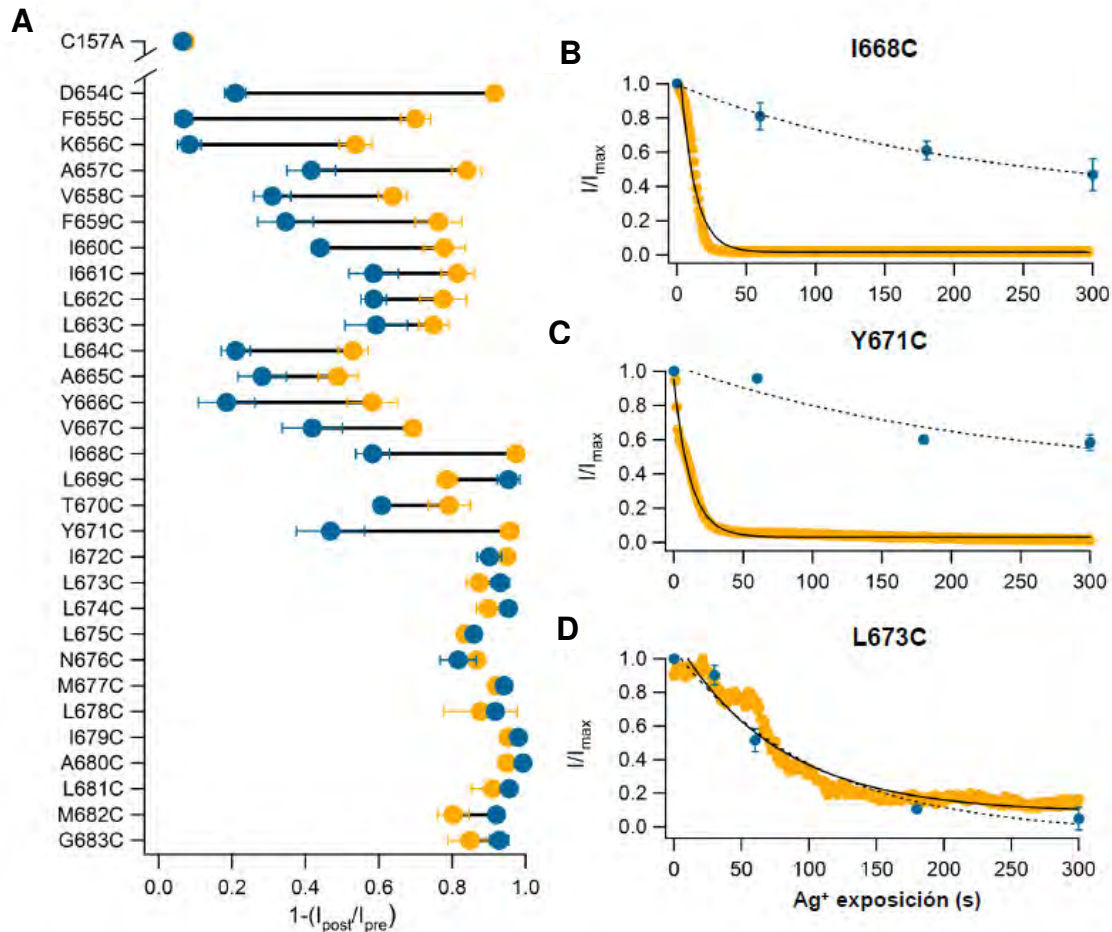 A
C157A
D654C
F655C
K656C
A657C
V658C
F659C
I660C
I661C
L662C
L663C
L664C
A665C
Y666C
V667C
I668C
L669C
T670C
Y671C
I672C
L673C
L674C
L675C
N676C
M677C
L678C
I679C
A680C
L681C
M682C
G683C
0.0 0.2 0.4 0.6 0.8 1.0
1-(Ipost/Ipre)
B
I668C
1.0
0.8
0.6
0.4
0.2
0.0
I/Imax
0 50 100 150 200 250 300
C
Y671C
1.0
0.8
0.6
0.4
0.2
0.0
I/Imax
0 50 100 150 200 250 300
D
L673C
1.0
0.8
0.6
0.4
0.2
0.0
I/Imax
0 50 100 150 200 250 300
Ag⁺ exposición (s)